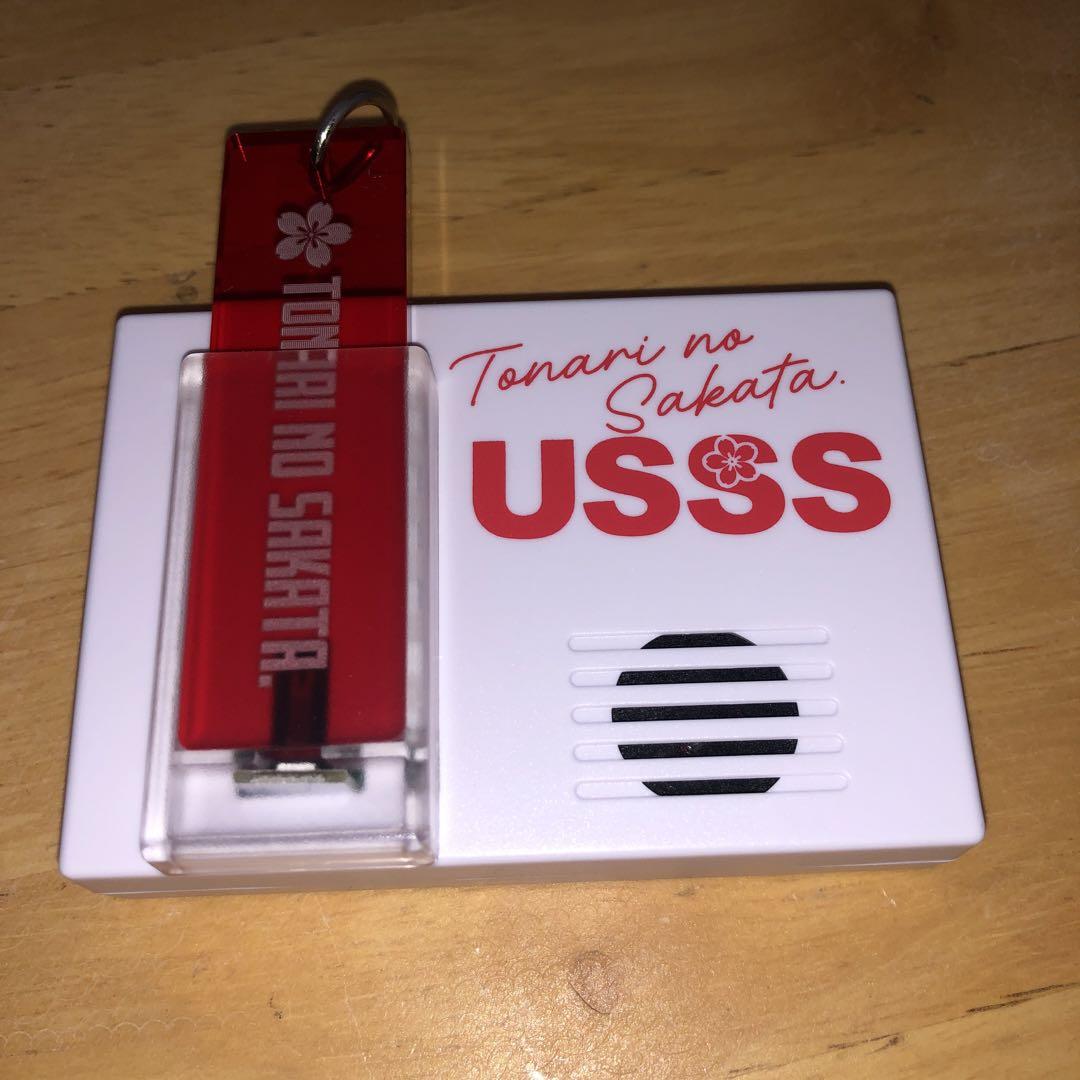 TONARI NO SAKATA.
Tonari no
Sakata.
USSS